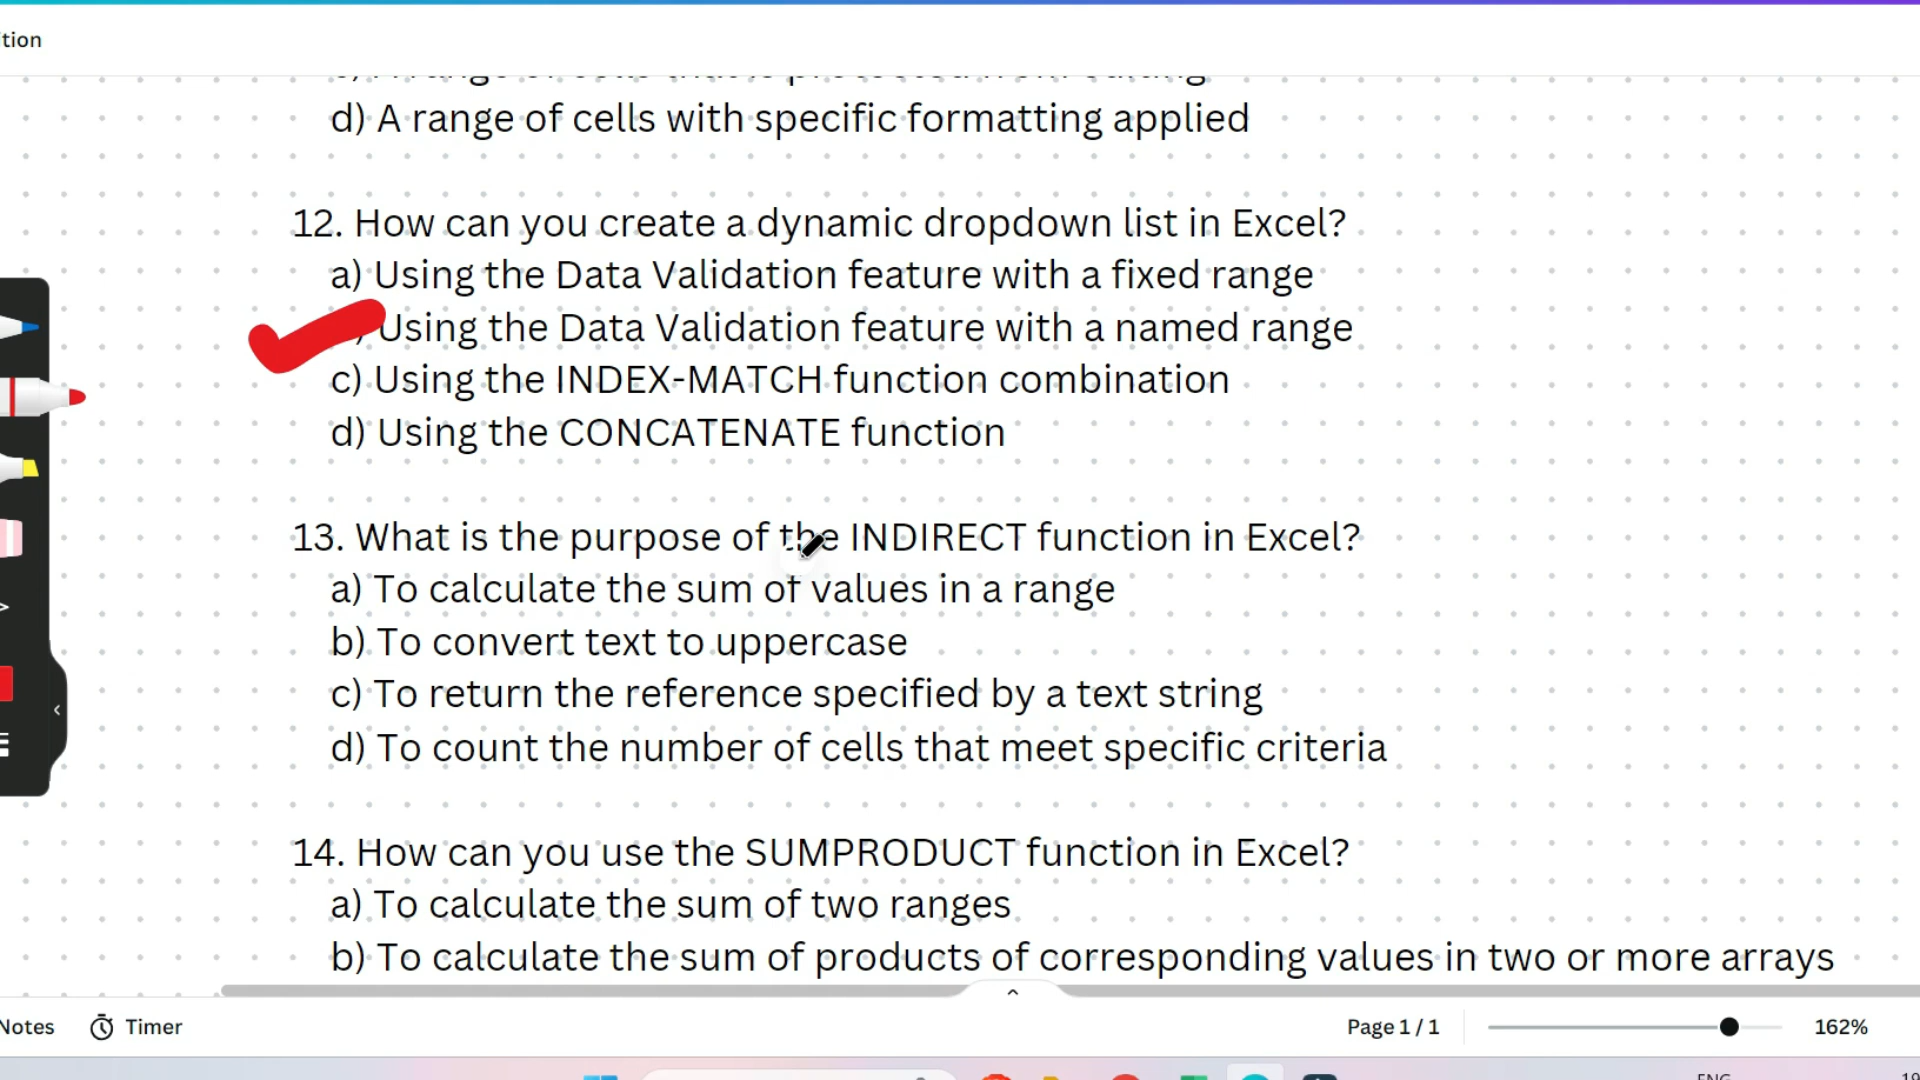 tion
d) A range of cells with specific formatting applied
12. How can you create a dynamic dropdown list in Excel?
a) Using the Data Validation feature with a fixed range
Using the Data Validation feature with a named range
c) Using the INDEX-MATCH function combination
d) Using the CONCATENATE function
13. What is the purpose of the INDIRECT function in Excel?
a) To calculate the sum of values in a range
b) To convert text to uppercase
c) To return the reference specified by a text string
d) To count the number of cells that meet specific criteria
14. How can you use the SUMPRODUCT function in Excel?
a) To calculate the sum of two ranges
b) To calculate the sum of products of corresponding values in two or more arrays
Notes Timer Page 1 / 1 162%
ENG